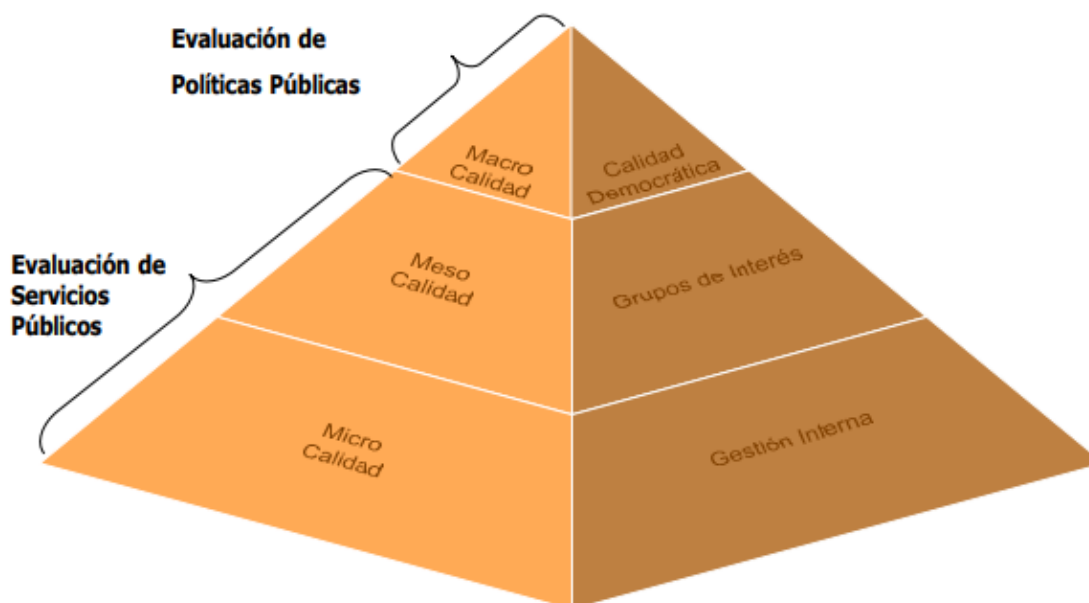 Evaluación de
Políticas Públicas
Macro
Calidad
Calidad
Democrática
Evaluación de
Servicios
Públicos
Meso
Calidad
Grupos de Interés
Micro
Calidad
Gestión Interna